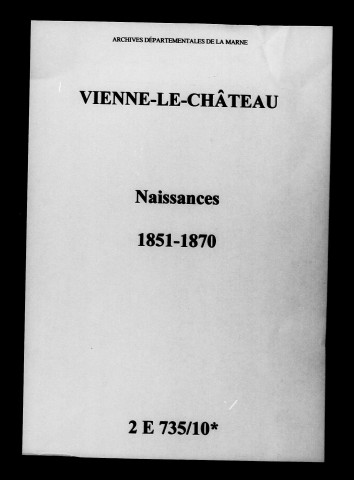 ARCHIVES DÉPARTEMENTALES DE LA MARNE
VIENNE-LE-CHÂTEAU
Naissances
1851-1870
2 E 735/10*